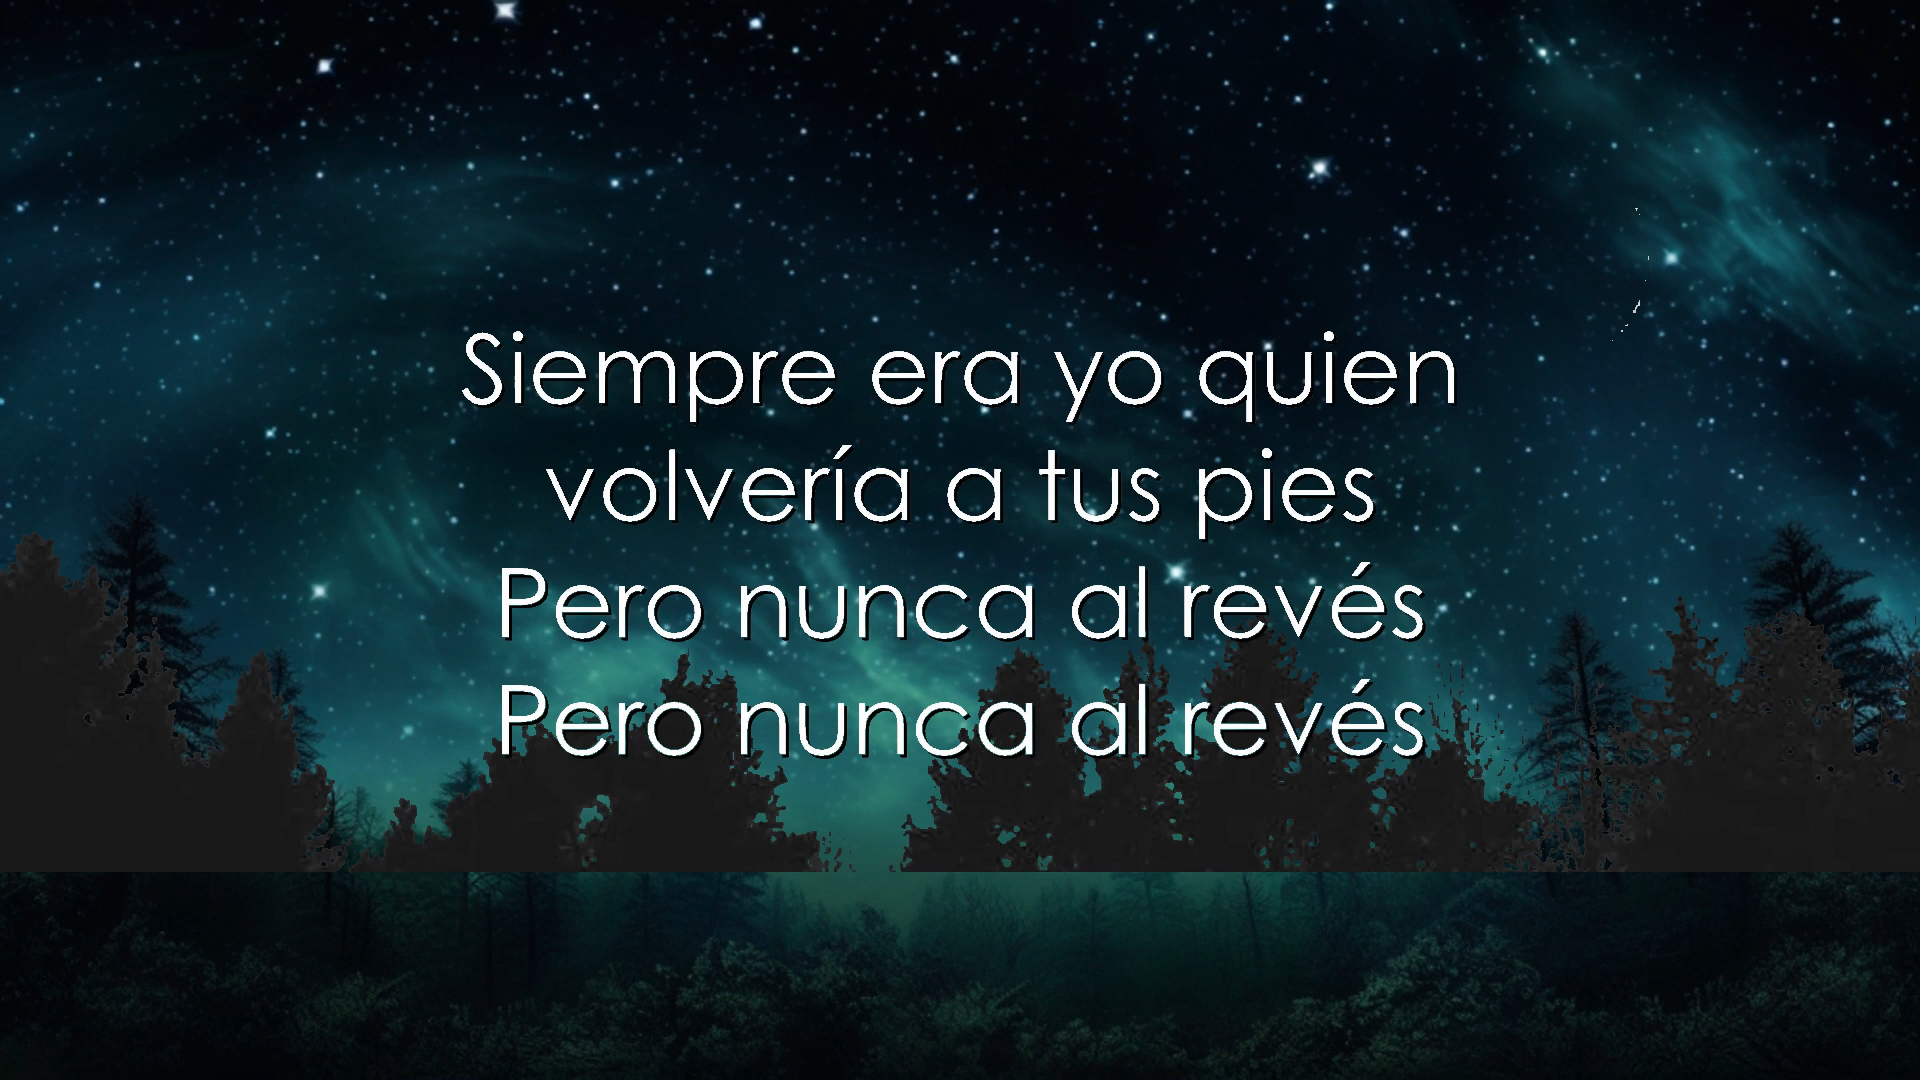 Siempre era yo quien
volvería a tus pies
Pero nunca al revés
Pero nunca al revés